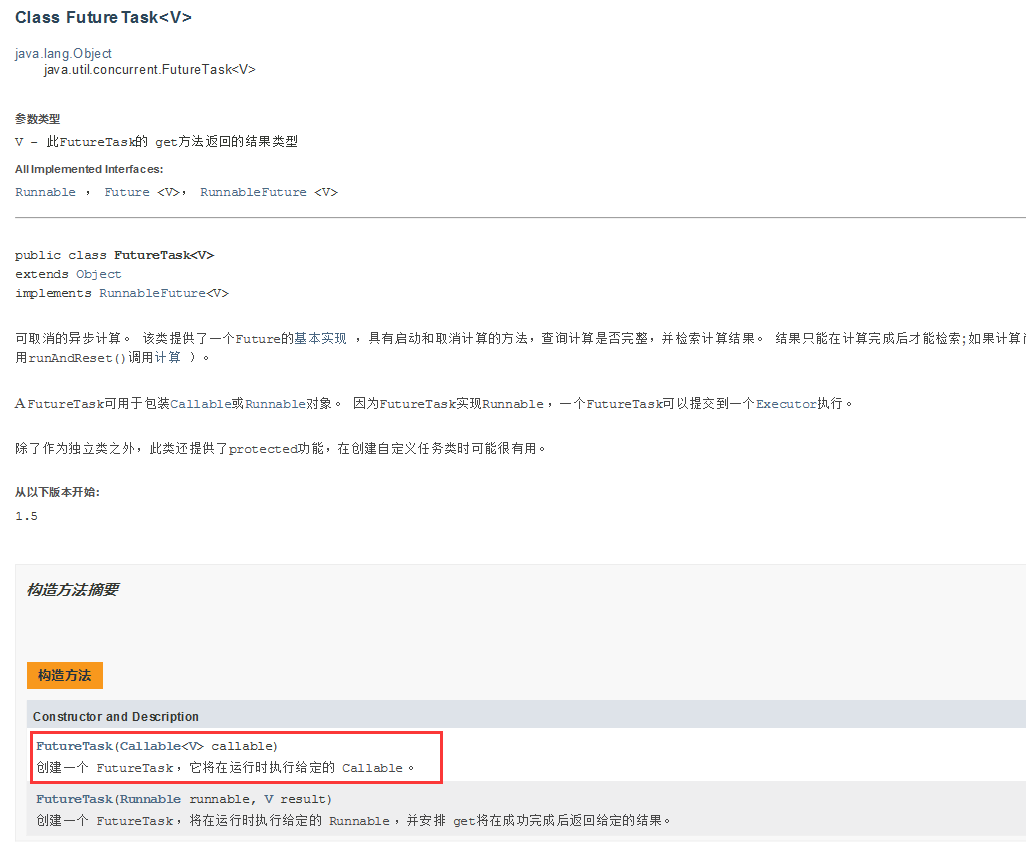 Class FutureTask<V>
java.lang.Object
java.util.concurrent.FutureTask<V>
参数类型
V - 此FutureTask的 get方法返回的结果类型
All Implemented Interfaces:
Runnable , Future <V>, RunnableFuture <V>
public class FutureTask<V>
extends Object
implements RunnableFuture<V>
可取消的异步计算。 该类提供了一个Future的基本实现 ，具有启动和取消计算的方法，查询计算是否完整，并检索计算结果。 结果只能在计算完成后才能检索;如果计算
用runAndReset()调用计算 ）。
A FutureTask可用于包装Callable或Runnable对象。 因为FutureTask实现Runnable ，一个FutureTask可以提交到一个Executor执行。
除了作为独立类之外，此类还提供了protected功能，在创建自定义任务类时可能很有用。
从以下版本开始:
1.5
构造方法摘要
构造方法
Constructor and Description
FutureTask(Callable<V> callable)
创建一个 FutureTask ，它将在运行时执行给定的 Callable 。
FutureTask(Runnable runnable, V result)
创建一个 FutureTask ，将在运行时执行给定的 Runnable ，并安排 get将在成功完成后返回给定的结果。